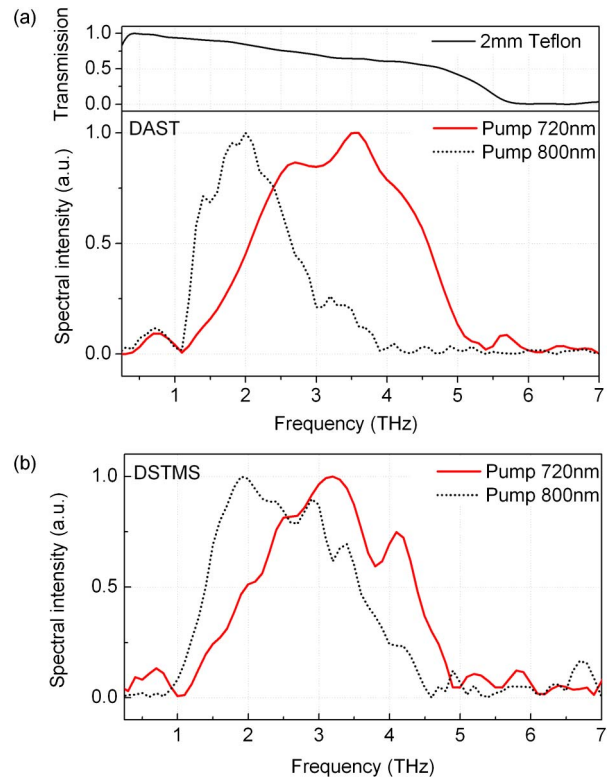 (a)
Transmission
1.0
0.5
0.0
2mm Teflon
DAST
Pump 720nm
Pump 800nm
Spectral intensity (a.u.)
1.0
0.5
0.0
1 2 3 4 5 6 7
Frequency (THz)
(b)
DSTMS
Pump 720nm
Pump 800nm
Spectral intensity (a.u.)
1.0
0.5
0.0
1 2 3 4 5 6 7
Frequency (THz)